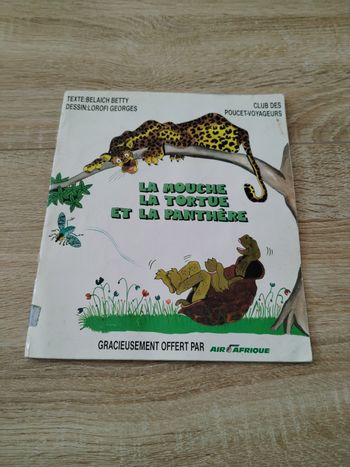 TEXTE:BELAICH BETTY
DESSIN:LOROFI GEORGES
CLUB DES
POUCET-VOYAGEURS
LA MOUCHE
LA TORTUE
ET LA PANTHÈRE
GRACIEUSEMENT OFFERT PAR AIR AFRIQUE